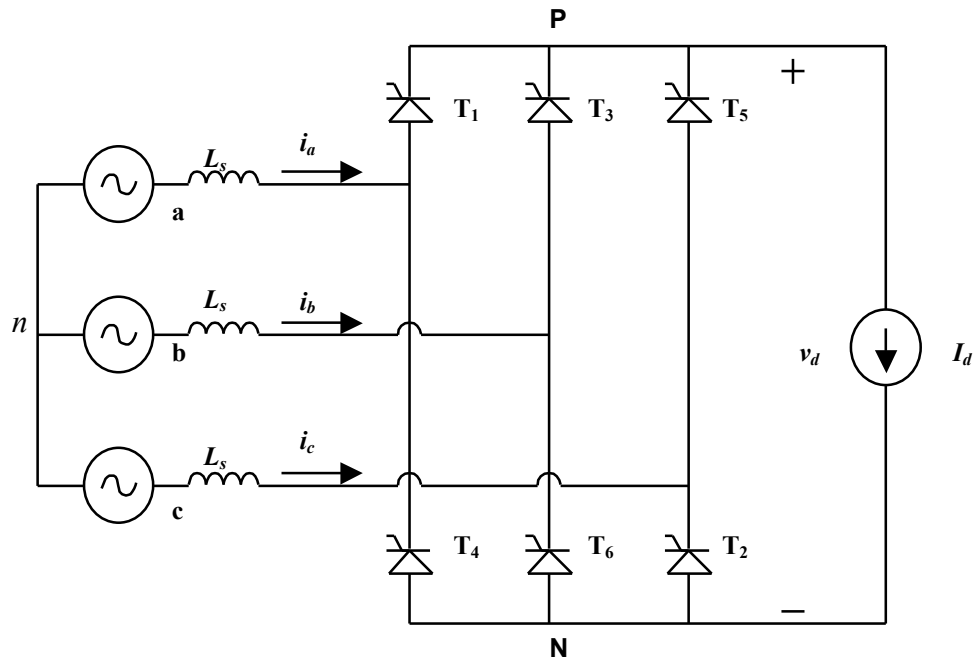 P
+
T1 T3 T5
Ls ia
a
Ls ib
n
b
vd Id
Ls ic
c
T4 T6 T2
−
N